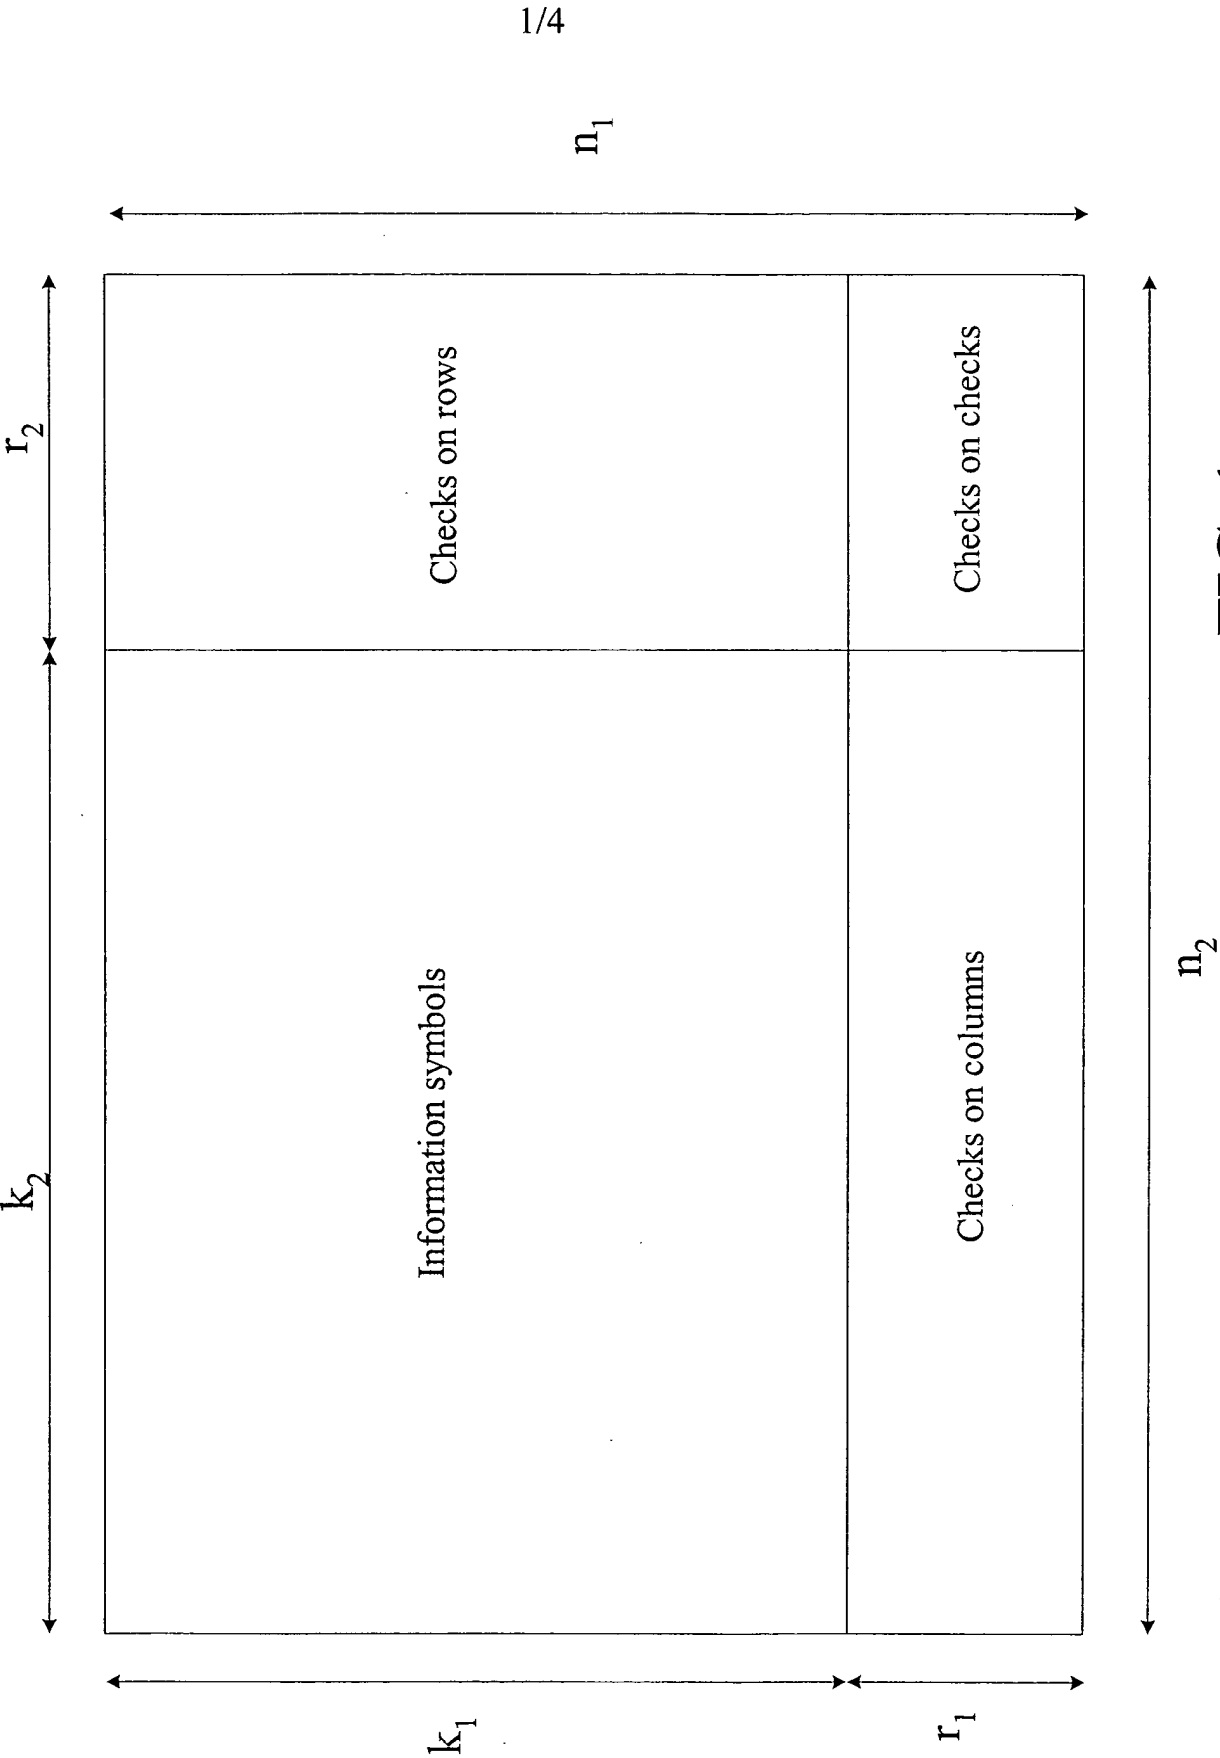 1/4
k2
r2
k1
Information symbols
Checks on rows
n1
r1
Checks on columns
Checks on checks
n2